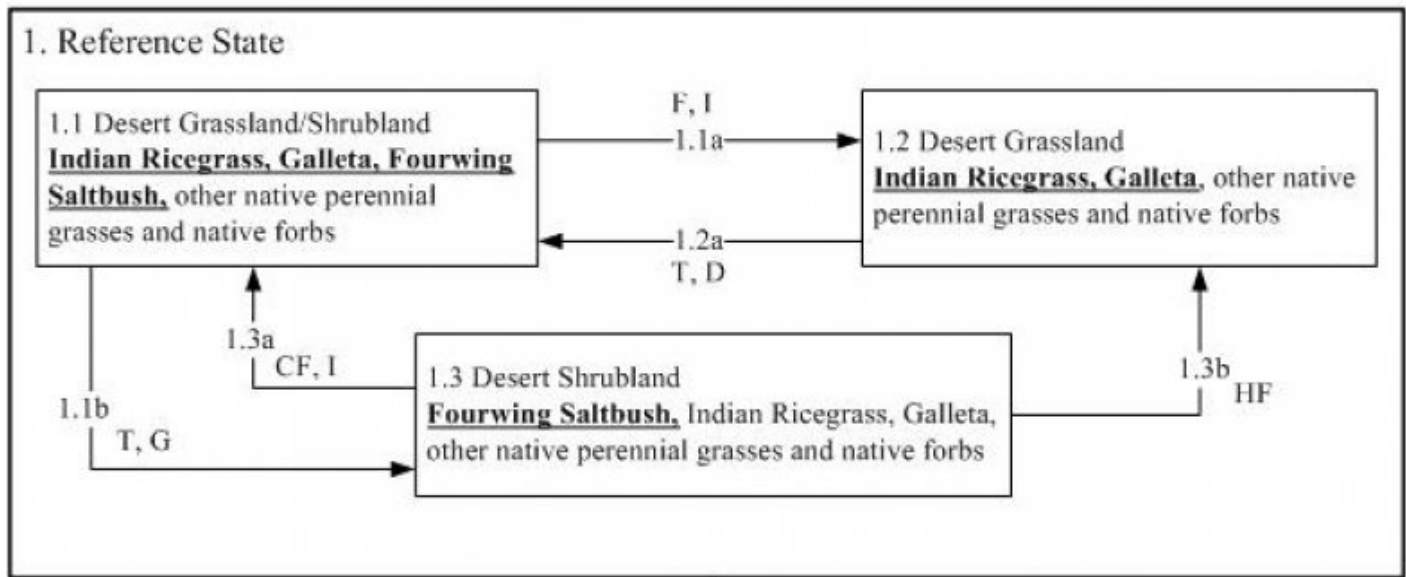 1. Reference State
1.1 Desert Grassland/Shrubland
Indian Ricegrass, Galleta, Fourwing
Saltbush, other native perennial
grasses and native forbs
F, I
1.1a
1.2a
T, D
1.2 Desert Grassland
Indian Ricegrass, Galleta, other native
perennial grasses and native forbs
1.3a
CF, I
1.1b
T, G
1.3 Desert Shrubland
Fourwing Saltbush, Indian Ricegrass, Galleta,
other native perennial grasses and native forbs
1.3b
HF